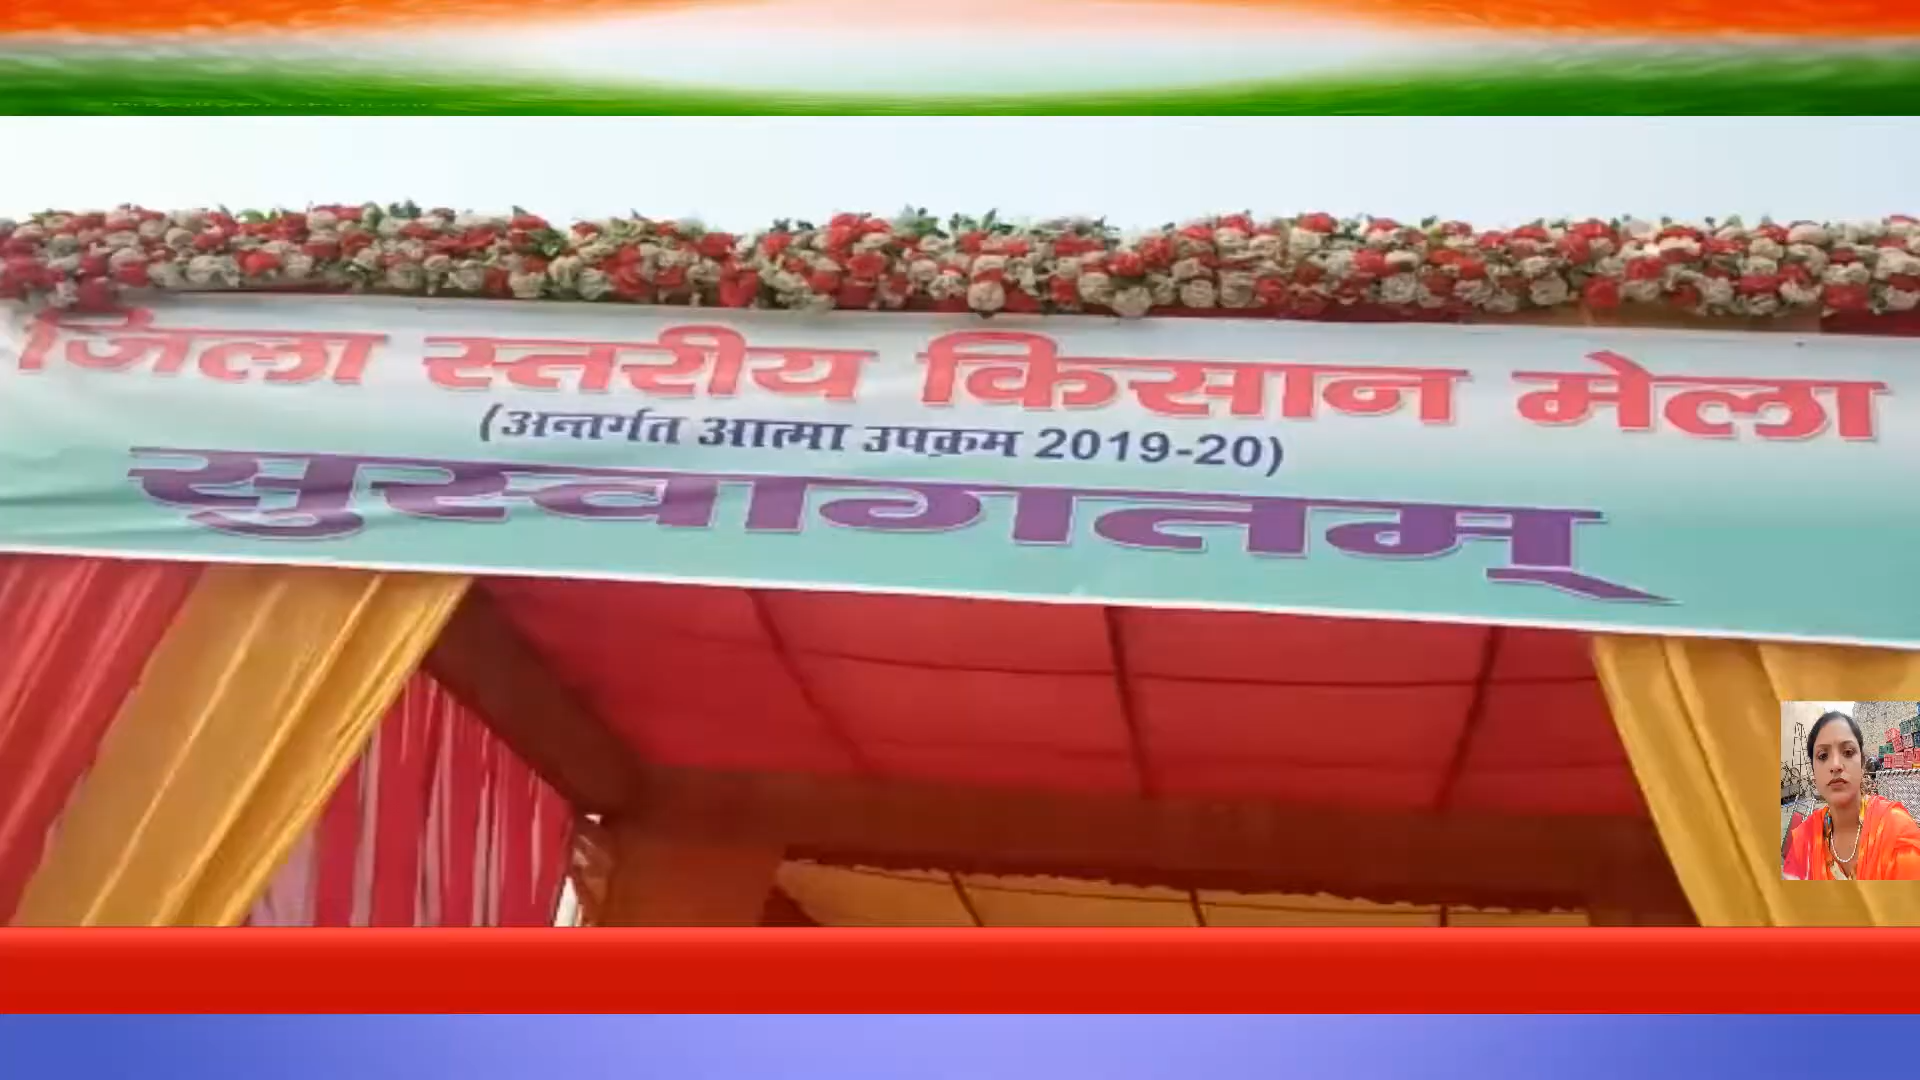 जिला स्तरीय किसान मेला
(अन्तर्गत आत्मा उपक्रम 2019-20)
सुस्वागतम्